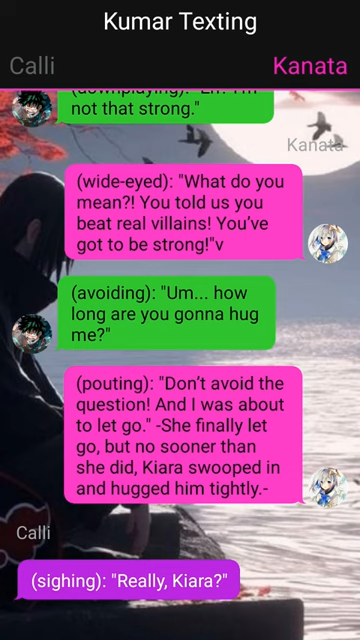 Kumar Texting
Calli
Kanata
(downplaying): "Eh? I'm
not that strong."
Kanata
(wide-eyed): "What do you
mean?! You told us you
beat real villains! You've
got to be strong!"v
(avoiding): "Um... how
long are you gonna hug
me?"
(pouting): "Don't avoid the
question! And I was about
to let go." -She finally let
go, but no sooner than
she did, Kiara swooped in
and hugged him tightly.-
Calli
(sighing): "Really, Kiara?"